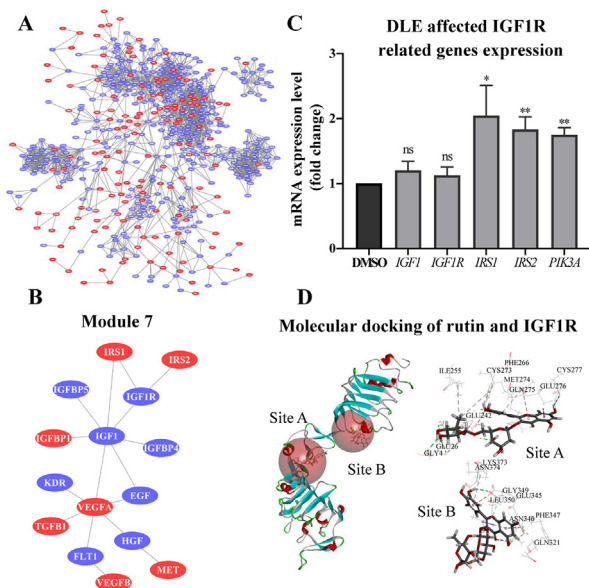 A
B
Module 7
IRS1
IRS2
IGFBP5
IGF1R
IGFBP1
IGF1
IGFBP4
KDR
EGF
VEGFA
TGFB1
HGF
FLT1
MET
VEGFB
C
DLE affected IGF1R
related genes expression
mRNA expression level
(fold change)
3
2
1
0
ns
ns
*
**
**
DMSO
IGF1
IGF1R
IRS1
IRS2
PIK3A
D
Molecular docking of rutin and IGF1R
Site A
Site B
PHE266
ILE255
CYS273
CYS277
MET274
GLN275
GLU276
GLU242
GLU26
GLY4
Site A
LYS373
ASN374
GLY349
GLU345
LEU350
PHE347
ASN346
GLN321
Site B